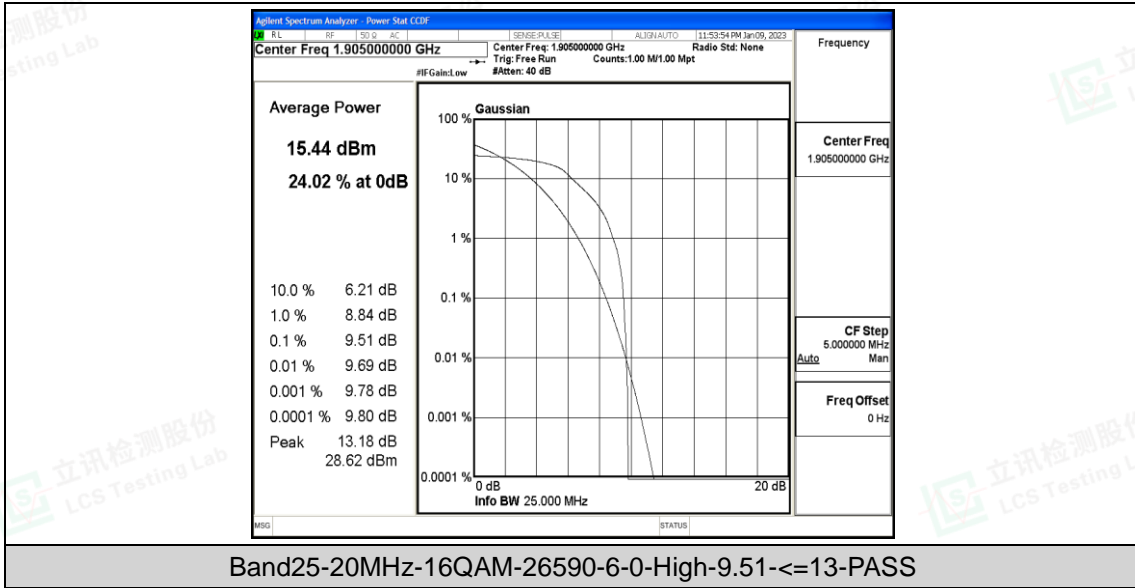 Agilent Spectrum Analyzer - Power Stat CCDF
LXI RL RF 50 Ω AC SENSE:PULSE ALIGNAUTO 11:53:54 PM Jan 09, 2023
Center Freq 1.905000000 GHz
Center Freq: 1.905000000 GHz Radio Std: None
Trig: Free Run Counts:1.00 M/1.00 Mpt
#IFGain:Low #Atten: 40 dB
Frequency
Average Power
15.44 dBm
24.02 % at 0dB
10.0 % 6.21 dB
1.0 % 8.84 dB
0.1 % 9.51 dB
0.01 % 9.69 dB
0.001 % 9.78 dB
0.0001 % 9.80 dB
Peak 13.18 dB
28.62 dBm
Gaussian
100 %
10 %
1 %
0.1 %
0.01 %
0.001 %
0.0001 %
0 dB 20 dB
Info BW 25.000 MHz
Center Freq
1.905000000 GHz
CF Step
5.000000 MHz
Auto Man
Freq Offset
0 Hz
MSG STATUS
Band25-20MHz-16QAM-26590-6-0-High-9.51-<=13-PASS
立讯检测股份
LCS Testing Lab